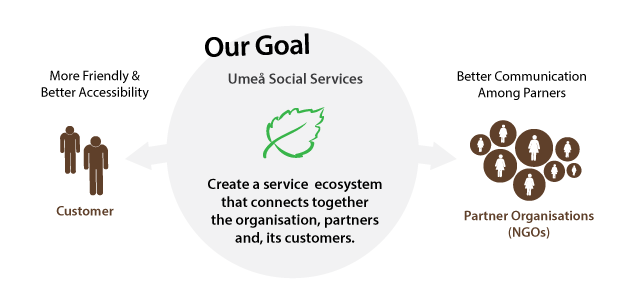 Our Goal
Umeå Social Services
Create a service ecosystem
that connects together
the organisation, partners
and, its customers.
More Friendly &
Better Accessibility
Customer
Better Communication
Among Parners
Partner Organisations
(NGOs)